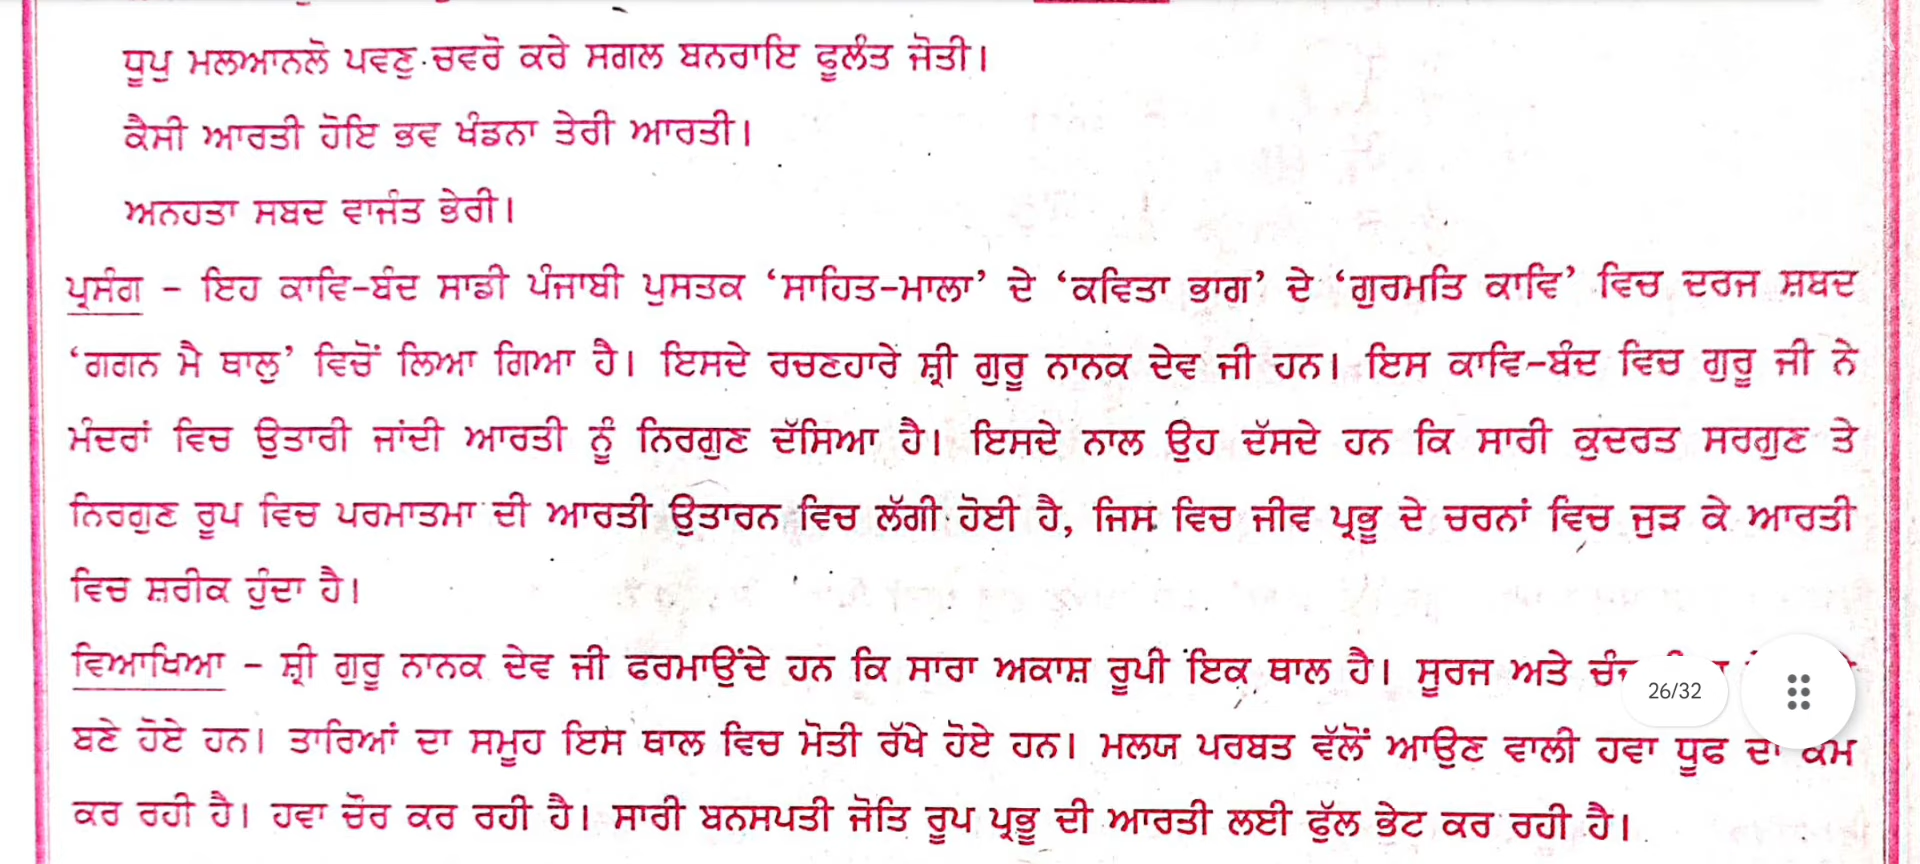 ਧੂਪੁ ਮਲਆਨਲੋ ਪਵਣੁ ਚਵਰੋ ਕਰੇ ਸਗਲ ਬਨਰਾਇ ਫੂਲੰਤ ਜੋਤੀ।
ਕੈਸੀ ਆਰਤੀ ਹੋਇ ਭਵ ਖੰਡਨਾ ਤੇਰੀ ਆਰਤੀ।
ਅਨਹਤਾ ਸਬਦ ਵਾਜੰਤ ਭੇਰੀ।
ਪ੍ਰਸੰਗ - ਇਹ ਕਾਵਿ-ਬੰਦ ਸਾਡੀ ਪੰਜਾਬੀ ਪੁਸਤਕ ‘ਸਾਹਿਤ-ਮਾਲਾ’ ਦੇ ‘ਕਵਿਤਾ ਭਾਗ’ ਦੇ ‘ਗੁਰਮਤਿ ਕਾਵਿ’ ਵਿਚ ਦਰਜ ਸ਼ਬਦ
‘ਗਗਨ ਮੈ ਥਾਲੁ’ ਵਿਚੋਂ ਲਿਆ ਗਿਆ ਹੈ। ਇਸਦੇ ਰਚਣਹਾਰੇ ਸ਼੍ਰੀ ਗੁਰੂ ਨਾਨਕ ਦੇਵ ਜੀ ਹਨ। ਇਸ ਕਾਵਿ-ਬੰਦ ਵਿਚ ਗੁਰੂ ਜੀ ਨੇ
ਮੰਦਰਾਂ ਵਿਚ ਉਤਾਰੀ ਜਾਂਦੀ ਆਰਤੀ ਨੂੰ ਨਿਰਗੁਣ ਦੱਸਿਆ ਹੈ। ਇਸਦੇ ਨਾਲ ਉਹ ਦੱਸਦੇ ਹਨ ਕਿ ਸਾਰੀ ਕੁਦਰਤ ਸਰਗੁਣ ਤੇ
ਨਿਰਗੁਣ ਰੂਪ ਵਿਚ ਪਰਮਾਤਮਾ ਦੀ ਆਰਤੀ ਉਤਾਰਨ ਵਿਚ ਲੱਗੀ ਹੋਈ ਹੈ, ਜਿਸ ਵਿਚ ਜੀਵ ਪ੍ਰਭੂ ਦੇ ਚਰਨਾਂ ਵਿਚ ਜੁੜ ਕੇ ਆਰਤੀ
ਵਿਚ ਸ਼ਰੀਕ ਹੁੰਦਾ ਹੈ।
ਵਿਆਖਿਆ - ਸ਼੍ਰੀ ਗੁਰੂ ਨਾਨਕ ਦੇਵ ਜੀ ਫਰਮਾਉਂਦੇ ਹਨ ਕਿ ਸਾਰਾ ਅਕਾਸ਼ ਰੂਪੀ ਇਕ ਥਾਲ ਹੈ। ਸੂਰਜ ਅਤੇ
26/32
ਬਣੇ ਹੋਏ ਹਨ। ਤਾਰਿਆਂ ਦਾ ਸਮੂਹ ਇਸ ਥਾਲ ਵਿਚ ਮੋਤੀ ਰੱਖੇ ਹੋਏ ਹਨ। ਮਲਯ ਪਰਬਤ ਵੱਲੋਂ ਆਉਣ ਵਾਲੀ ਹਵਾ ਧੂਫ ਦਾ ਕੰਮ
ਕਰ ਰਹੀ ਹੈ। ਹਵਾ ਚੌਰ ਕਰ ਰਹੀ ਹੈ। ਸਾਰੀ ਬਨਸਪਤੀ ਜੋਤਿ ਰੂਪ ਪ੍ਰਭੂ ਦੀ ਆਰਤੀ ਲਈ ਫੁੱਲ ਭੇਟ ਕਰ ਰਹੀ ਹੈ।